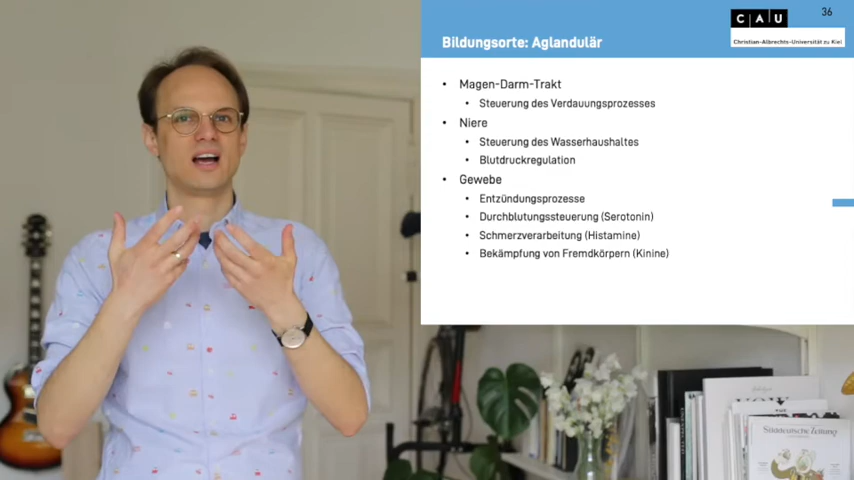 36
CAU
Christian-Albrechts-Universität zu Kiel
Bildungsorte: Aglandulär
• Magen-Darm-Trakt
• Steuerung des Verdauungsprozesses
• Niere
• Steuerung des Wasserhaushaltes
• Blutdruckregulation
• Gewebe
• Entzündungsprozesse
• Durchblutungssteuerung (Serotonin)
• Schmerzverarbeitung (Histamine)
• Bekämpfung von Fremdkörpern (Kinine)
Süddeutsche Zeitung